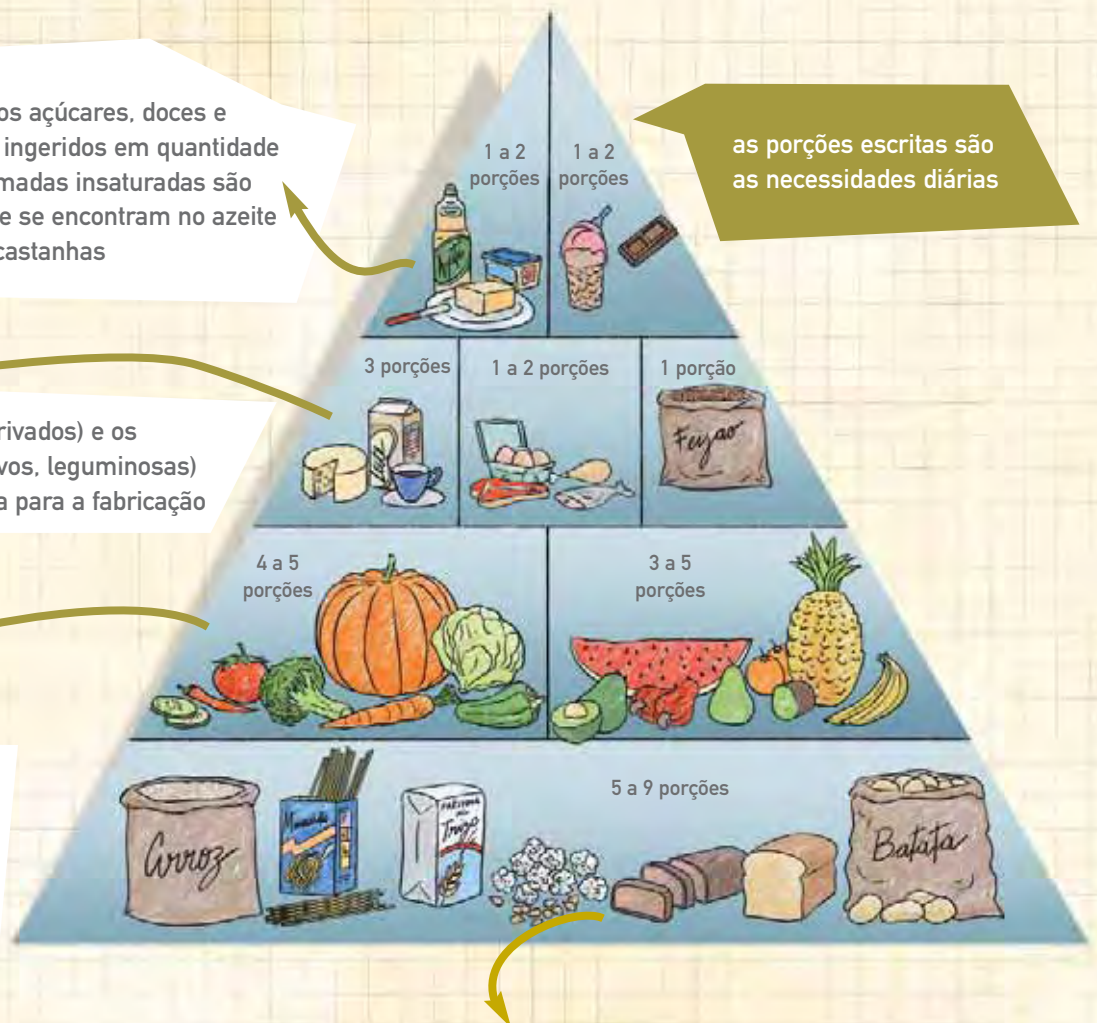 os açúcares, doces e
ingeridos em quantidade
madas insaturadas são
e se encontram no azeite
castanhas
1 a 2
porções
1 a 2
porções
as porções escritas são
as necessidades diárias
3 porções
1 a 2 porções
1 porção
Feijao
rivados) e os
vos, leguminosas)
a para a fabricação
4 a 5
porções
3 a 5
porções
5 a 9 porções
Arroz
Trigo
Batata